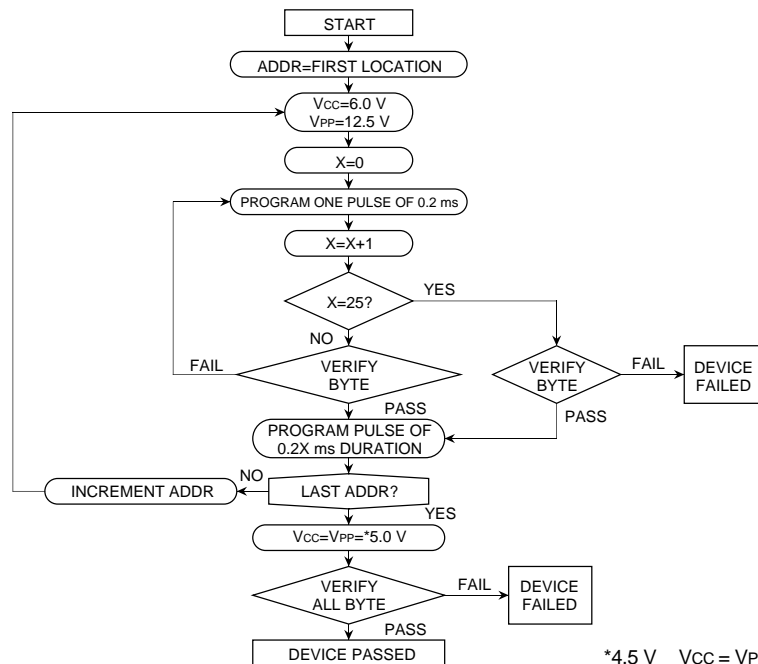 START
ADDR=FIRST LOCATION
VCC=6.0 V
VPP=12.5 V
X=0
PROGRAM ONE PULSE OF 0.2 ms
X=X+1
X=25?
YES
NO
FAIL
VERIFY
BYTE
PASS
VERIFY
BYTE
FAIL
PASS
DEVICE
FAILED
PROGRAM PULSE OF
0.2X ms DURATION
INCREMENT ADDR
NO
LAST ADDR?
YES
VCC=VPP=*5.0 V
VERIFY
ALL BYTE
FAIL
DEVICE
FAILED
PASS
DEVICE PASSED
*4.5 V VCC = VP